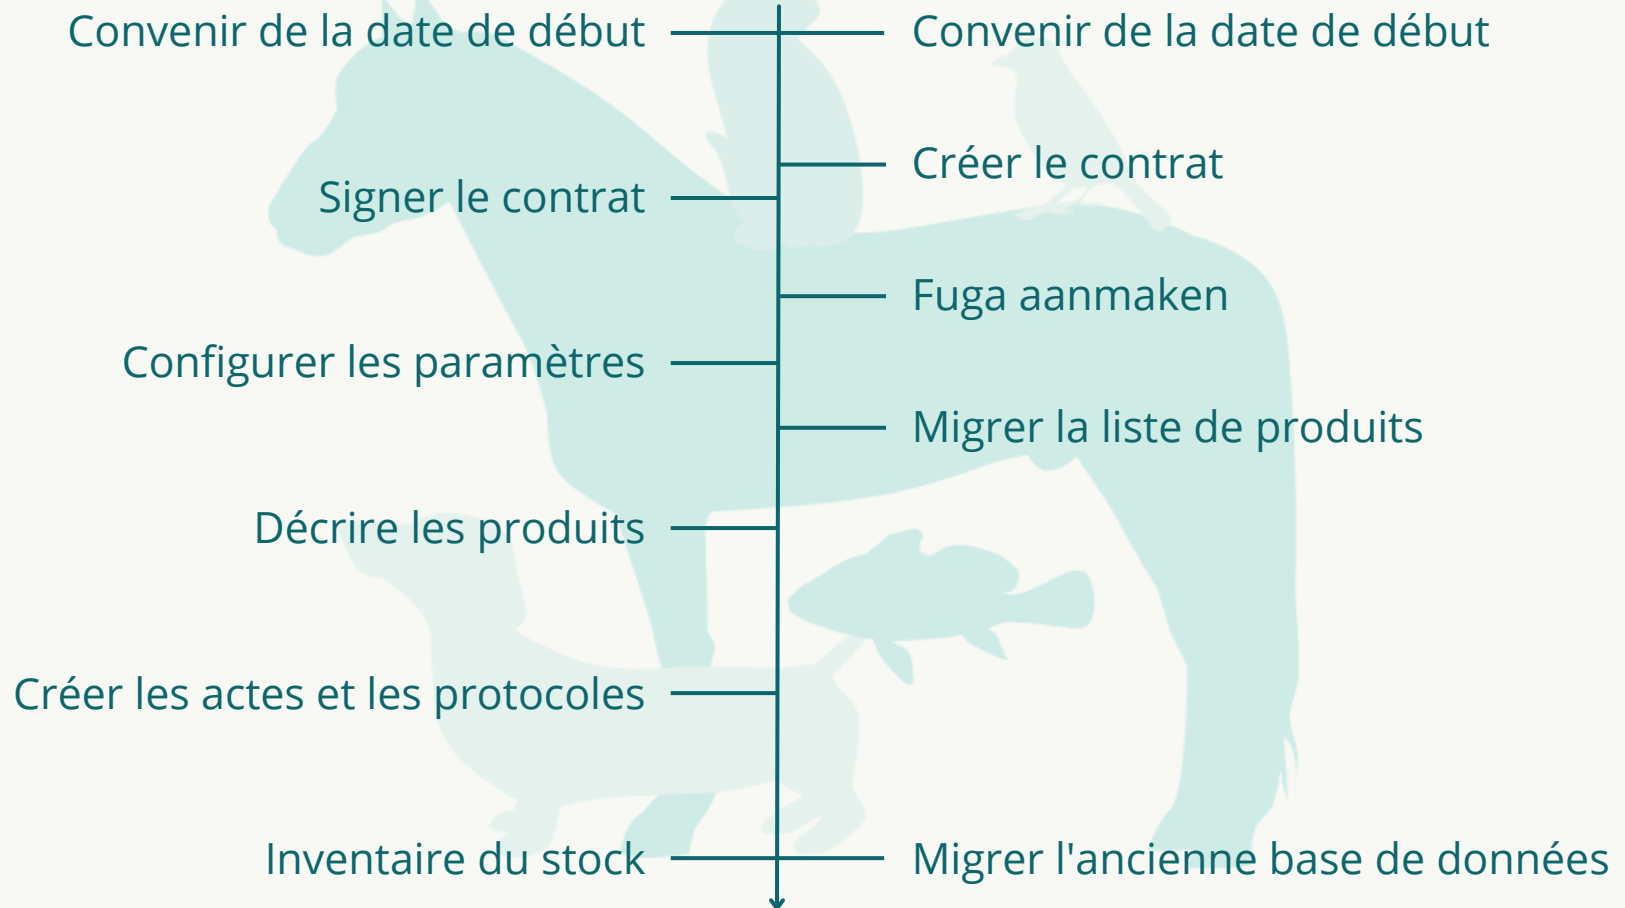 Convenir de la date de début
Convenir de la date de début
Créer le contrat
Signer le contrat
Fuga aanmaken
Configurer les paramètres
Migrer la liste de produits
Décrire les produits
Créer les actes et les protocoles
Inventaire du stock
Migrer l'ancienne base de données